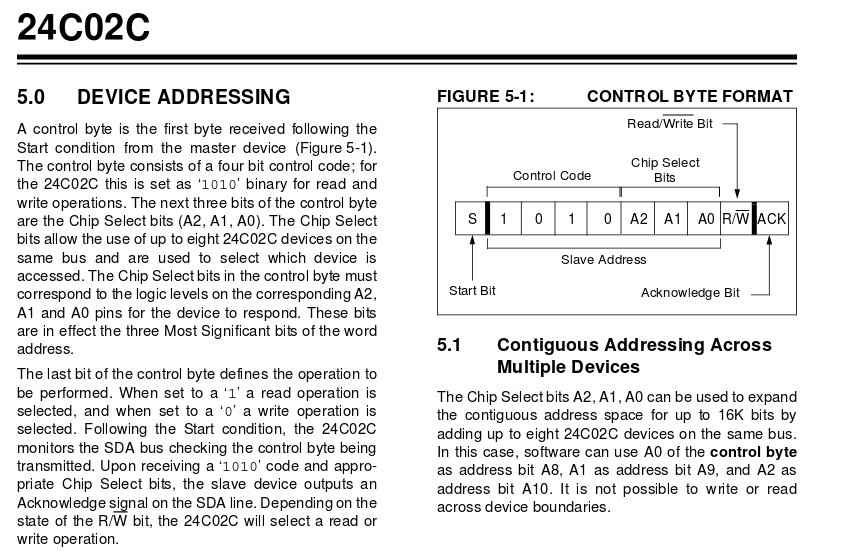 24C02C
5.0 DEVICE ADDRESSING
A control byte is the first byte received following the
Start condition from the master device (Figure 5-1).
The control byte consists of a four bit control code; for
the 24C02C this is set as ‘1010’ binary for read and
write operations. The next three bits of the control byte
are the Chip Select bits (A2, A1, A0). The Chip Select
bits allow the use of up to eight 24C02C devices on the
same bus and are used to select which device is
accessed. The Chip Select bits in the control byte must
correspond to the logic levels on the corresponding A2,
A1 and A0 pins for the device to respond. These bits
are in effect the three Most Significant bits of the word
address.
The last bit of the control byte defines the operation to
be performed. When set to a ‘1’ a read operation is
selected, and when set to a ‘0’ a write operation is
selected. Following the Start condition, the 24C02C
monitors the SDA bus checking the control byte being
transmitted. Upon receiving a ‘1010’ code and appro-
priate Chip Select bits, the slave device outputs an
Acknowledge signal on the SDA line. Depending on the
state of the R/W̅ bit, the 24C02C will select a read or
write operation.
FIGURE 5-1: CONTROL BYTE FORMAT
Read/W̅r̅i̅t̅e̅ Bit
Chip Select
Bits
Control Code
S 1 0 1 0 A2 A1 A0 R/W̅ ACK
Slave Address
Start Bit
Acknowledge Bit
5.1 Contiguous Addressing Across
Multiple Devices
The Chip Select bits A2, A1, A0 can be used to expand
the contiguous address space for up to 16K bits by
adding up to eight 24C02C devices on the same bus.
In this case, software can use A0 of the control byte
as address bit A8, A1 as address bit A9, and A2 as
address bit A10. It is not possible to write or read
across device boundaries.